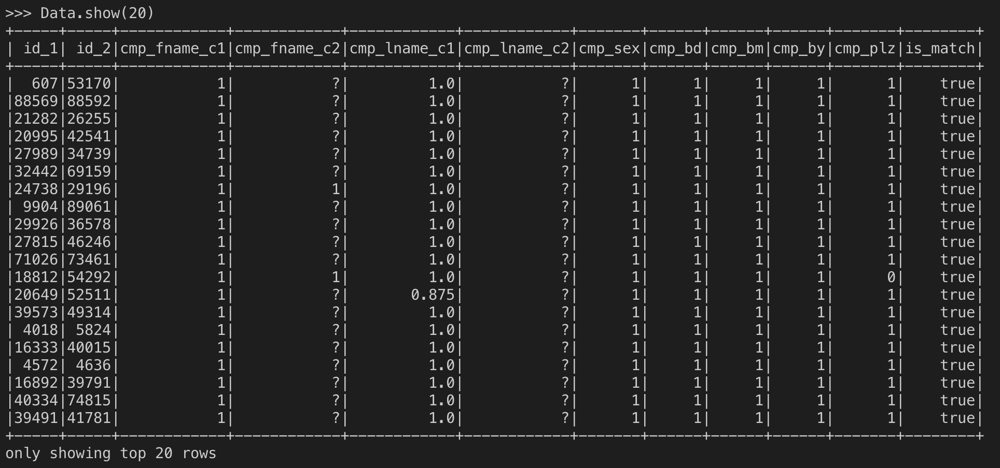 >>> Data.show(20)
+-----+-----+------------+------------+------------+------------+-------+------+------+------+-------+--------+
| id_1| id_2|cmp_fname_c1|cmp_fname_c2|cmp_lname_c1|cmp_lname_c2|cmp_sex|cmp_bd|cmp_bm|cmp_by|cmp_plz|is_match|
+-----+-----+------------+------------+------------+------------+-------+------+------+------+-------+--------+
|  607|53170|           1|           ?|         1.0|           ?|      1|     1|     1|     1|      1|    true|
|88569|88592|           1|           ?|         1.0|           ?|      1|     1|     1|     1|      1|    true|
|21282|26255|           1|           ?|         1.0|           ?|      1|     1|     1|     1|      1|    true|
|20995|42541|           1|           ?|         1.0|           ?|      1|     1|     1|     1|      1|    true|
|27989|34739|           1|           ?|         1.0|           ?|      1|     1|     1|     1|      1|    true|
|32442|69159|           1|           ?|         1.0|           ?|      1|     1|     1|     1|      1|    true|
|24738|29196|           1|           1|         1.0|           ?|      1|     1|     1|     1|      1|    true|
| 9904|89061|           1|           ?|         1.0|           ?|      1|     1|     1|     1|      1|    true|
|29926|36578|           1|           ?|         1.0|           ?|      1|     1|     1|     1|      1|    true|
|27815|46246|           1|           ?|         1.0|           ?|      1|     1|     1|     1|      1|    true|
|71026|73461|           1|           ?|         1.0|           ?|      1|     1|     1|     1|      1|    true|
|18812|54292|           1|           1|         1.0|           ?|      1|     1|     1|     1|      0|    true|
|20649|52511|           1|           ?|       0.875|           ?|      1|     1|     1|     1|      1|    true|
|39573|49314|           1|           ?|         1.0|           ?|      1|     1|     1|     1|      1|    true|
| 4018| 5824|           1|           ?|         1.0|           ?|      1|     1|     1|     1|      1|    true|
|16333|40015|           1|           ?|         1.0|           ?|      1|     1|     1|     1|      1|    true|
| 4572| 4636|           1|           ?|         1.0|           ?|      1|     1|     1|     1|      1|    true|
|16892|39791|           1|           ?|         1.0|           ?|      1|     1|     1|     1|      1|    true|
|40334|74815|           1|           ?|         1.0|           ?|      1|     1|     1|     1|      1|    true|
|39491|41781|           1|           ?|         1.0|           ?|      1|     1|     1|     1|      1|    true|
+-----+-----+------------+------------+------------+------------+-------+------+------+------+-------+--------+
only showing top 20 rows